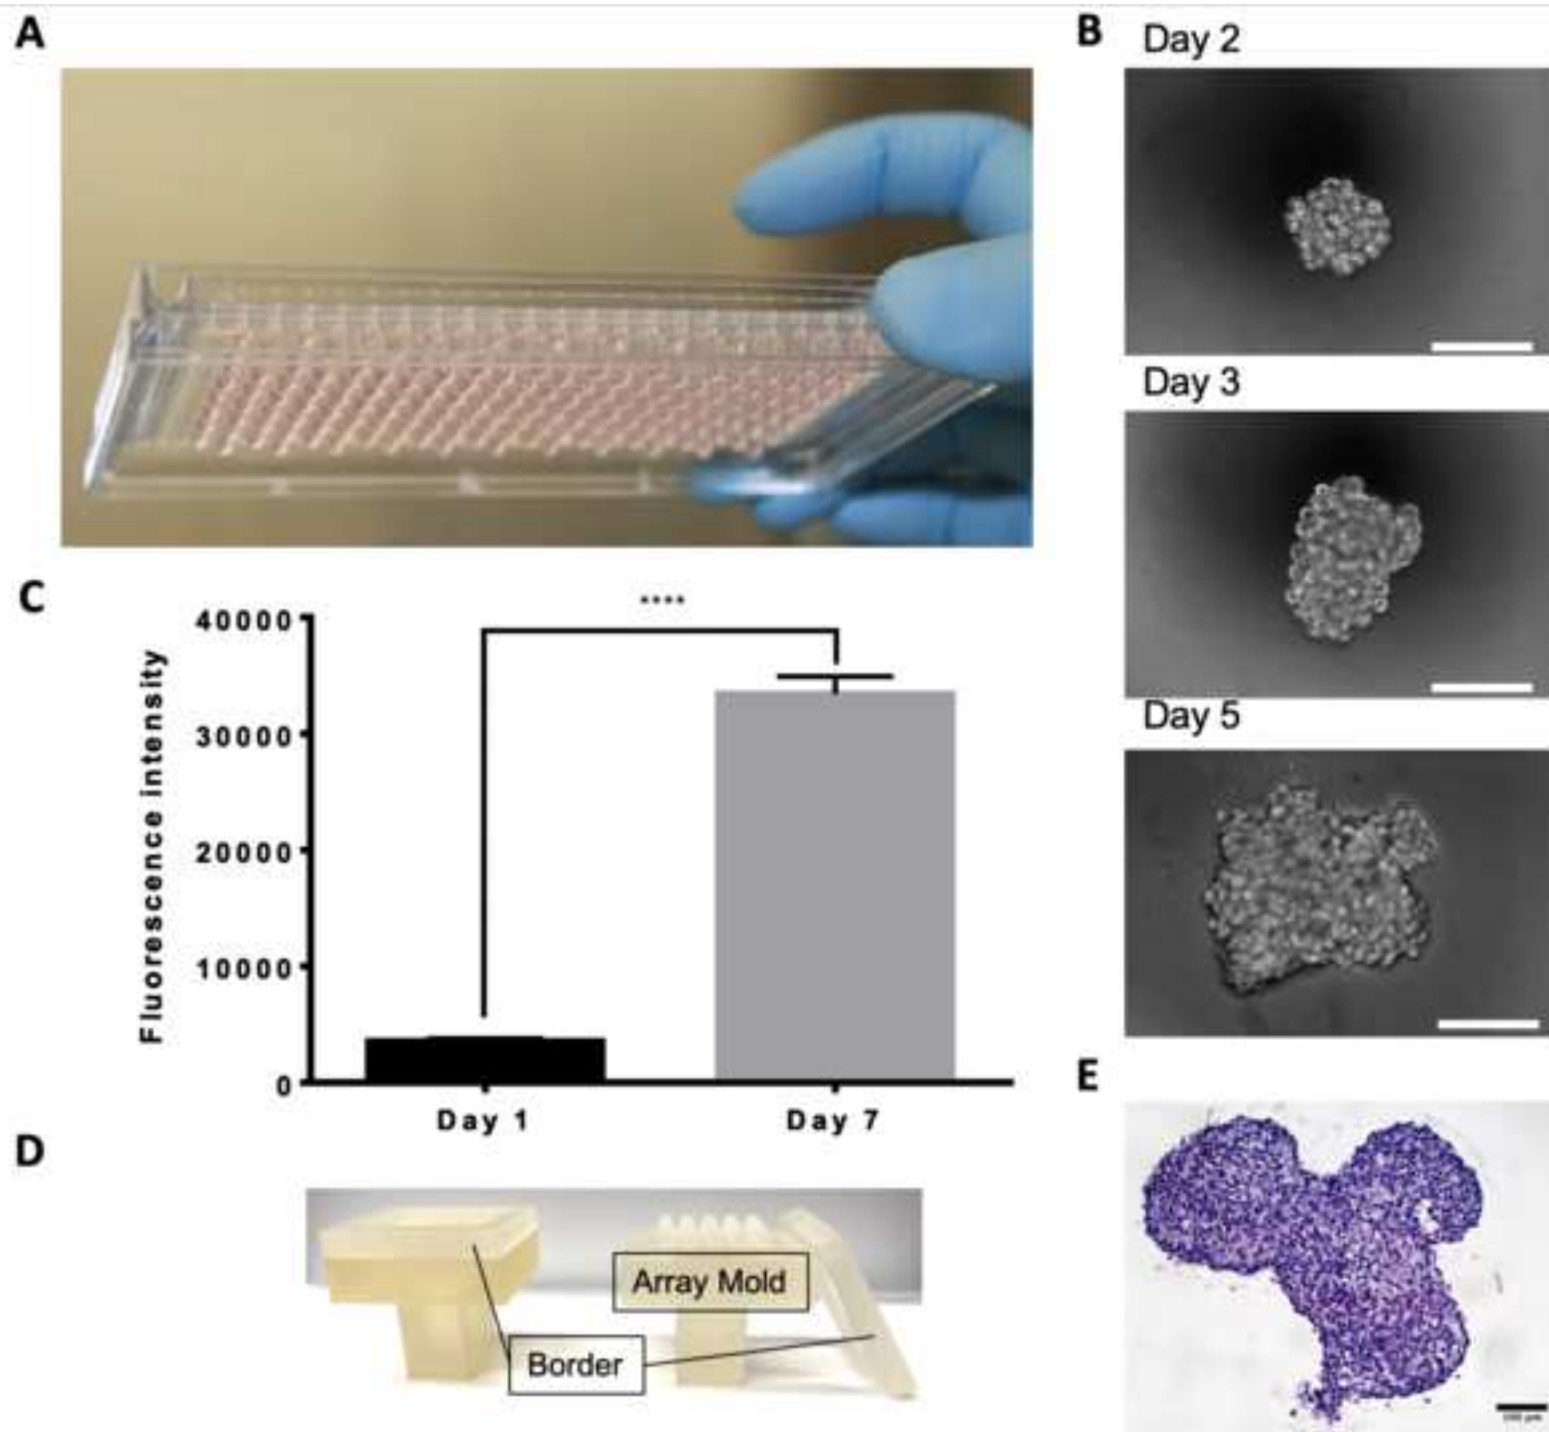 A
B
Day 2
Day 3
Day 5
C
****
40000
30000
20000
10000
0
Fluorescence intensity
Day 1
Day 7
D
Array Mold
Border
E